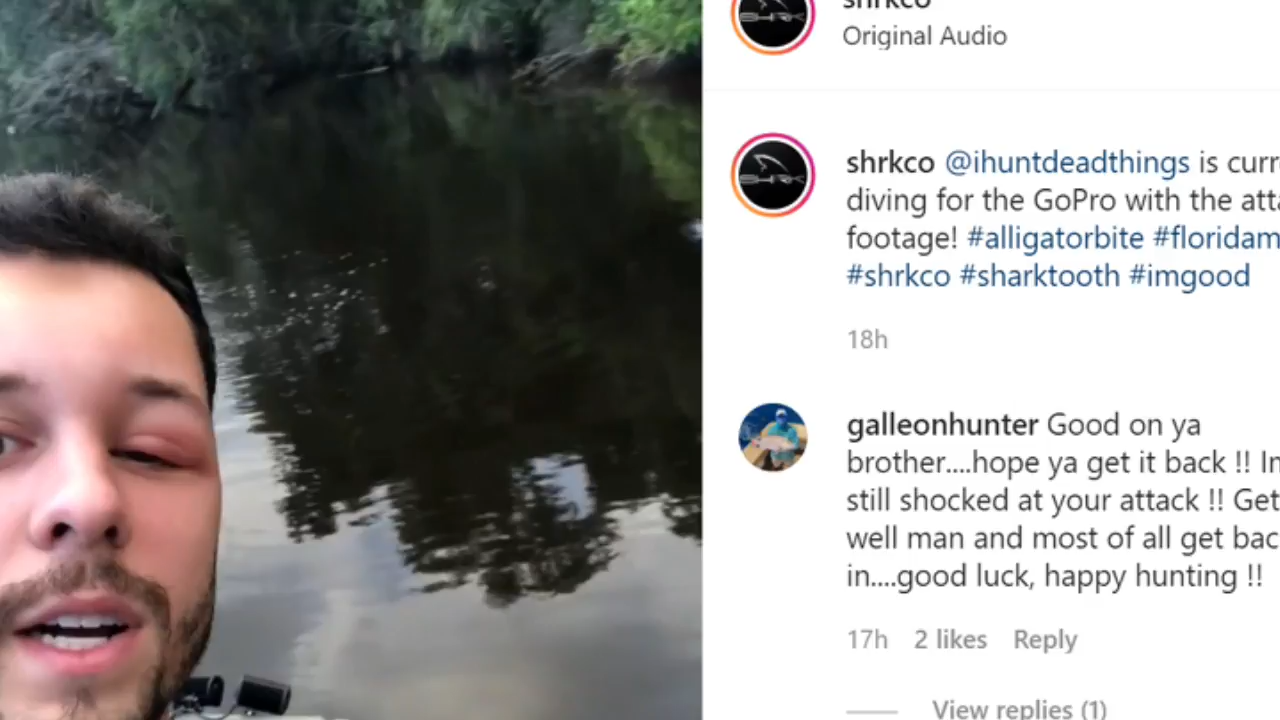 shrkco
Original Audio
shrkco @ihuntdeadthings is curr
diving for the GoPro with the atta
footage! #alligatorbite #floridam
#shrkco #sharktooth #imgood
18h
galleonhunter Good on ya
brother....hope ya get it back !! Im
still shocked at your attack !! Get
well man and most of all get bac
in....good luck, happy hunting !!
17h 2 likes Reply
View replies (1)